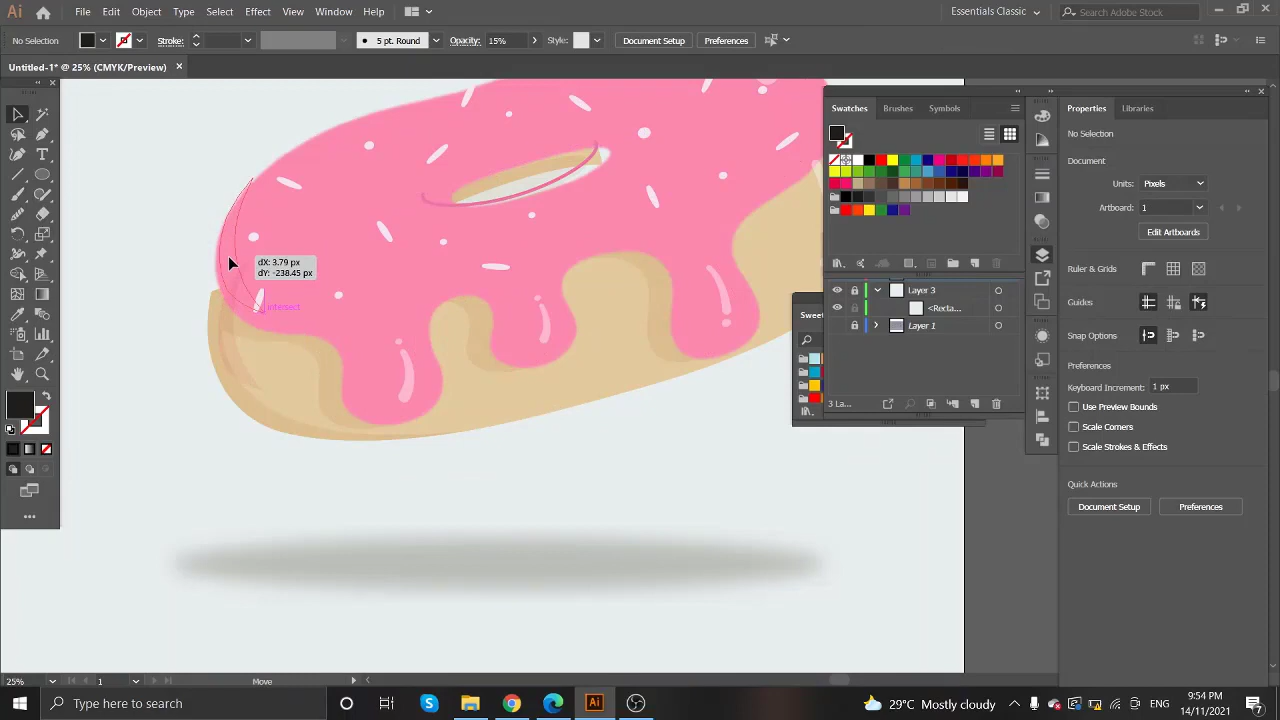 Ai File Edit Object Type Select Effect View Window Help Essentials Classic Search Adobe Stock
No Selection Stroke: 5 pt. Round Opacity: 15% Style: Document Setup Preferences
Untitled-1* @ 25% (CMYK/Preview)
Swatches Brushes Symbols
Properties Libraries
No Selection
Document
Units: Pixels
Artboard: 1
Edit Artboards
dX: 3.79 px
dY: -238.45 px
intersect
Layer 3
<Recta...
Layer 1
Sweet
3 La...
Ruler & Grids
Guides
Snap Options
Preferences
Keyboard Increment: 1 px
Use Preview Bounds
Scale Corners
Scale Strokes & Effects
Quick Actions
Document Setup Preferences
25% 1 Move
Type here to search
Ai
29°C Mostly cloudy ENG
9:54 PM
14/11/2021